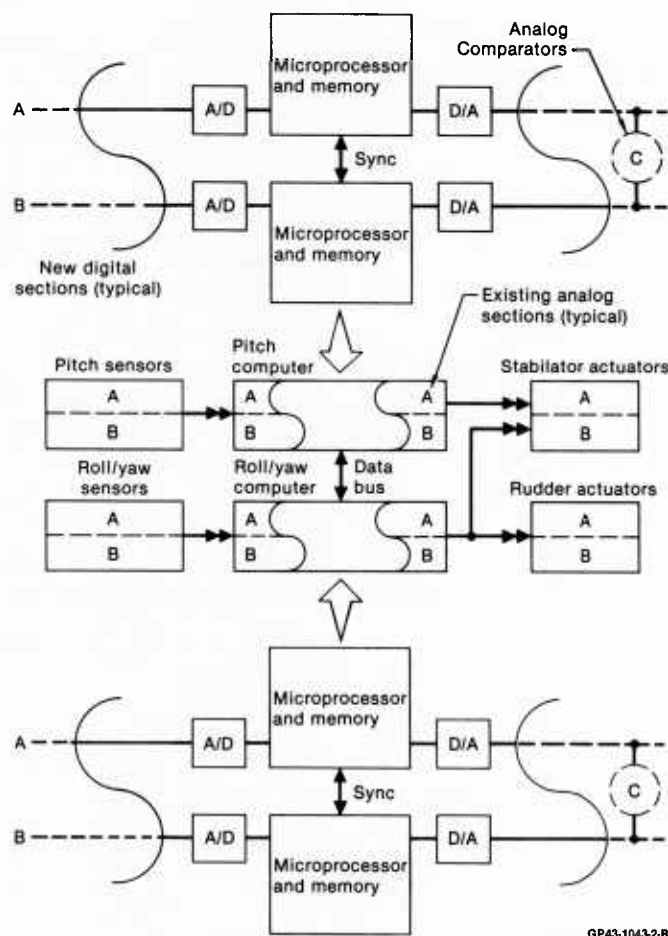 Analog
Comparators
Microprocessor
and memory
A
A/D
D/A
C
Sync
B
A/D
Microprocessor
and memory
D/A
New digital
sections (typical)
Existing analog
sections (typical)
Pitch sensors
Pitch
computer
Stabilator actuators
A
B
A
B
A
B
A
B
Roll/yaw
sensors
Roll/yaw
computer
Data
bus
Rudder actuators
A
B
A
B
A
B
A
B
Microprocessor
and memory
A
A/D
D/A
Sync
C
B
A/D
Microprocessor
and memory
D/A
GP43-1043-2-R